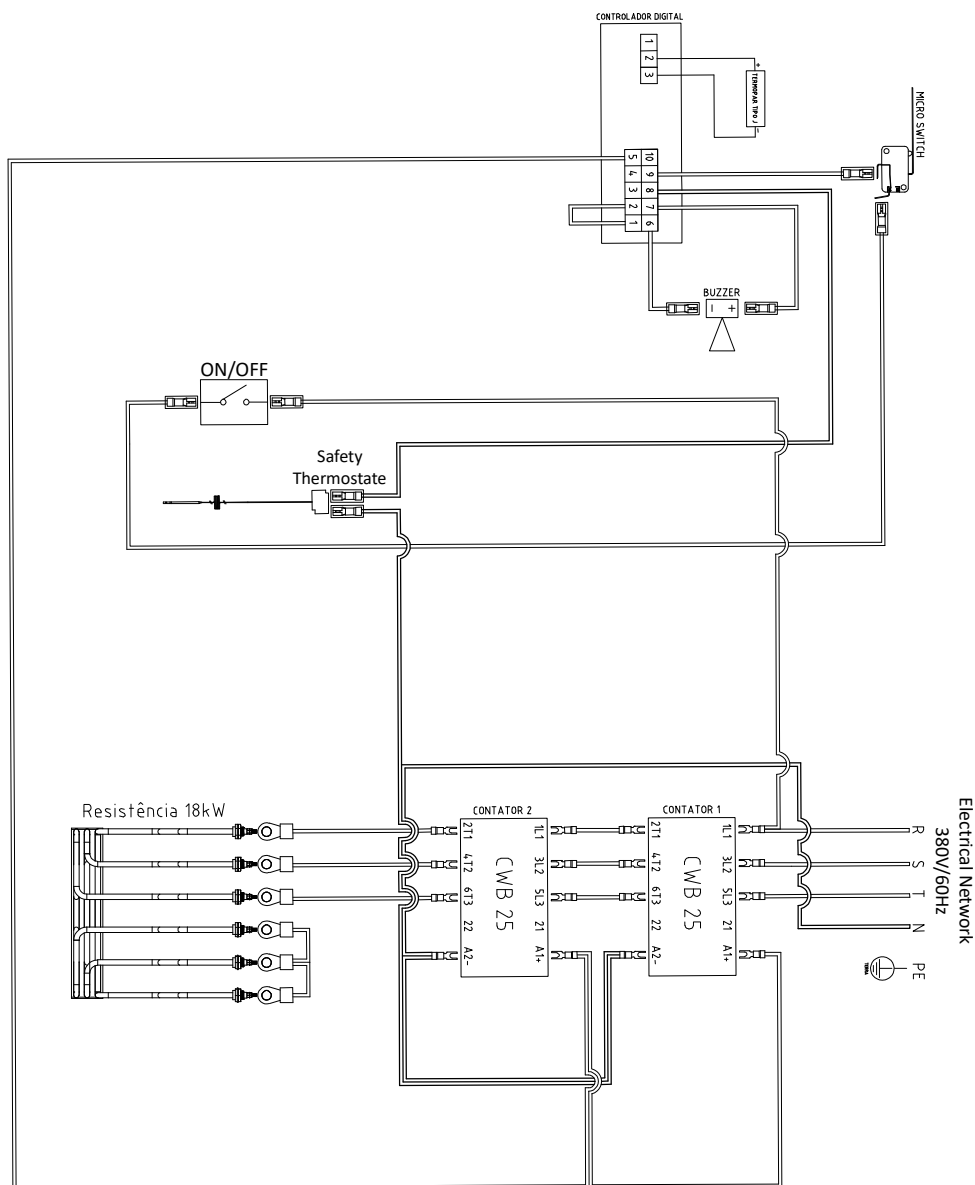 CONTROLADOR DIGITAL
1
2
3
+
TERMOPAR TIPO J
-
MICRO SWITCH
5 10
4 9
3 8
2 7
1 6
BUZZER
- +
ON/OFF
Safety
Thermostate
Electrical Network
380V/60Hz
Resistência 18kW
CONTATOR 2
CONTATOR 1
2T1 1L1
4T2 3L2
6T3 5L3
22 21
A2- A1+
CWB 25
2T1 1L1
4T2 3L2
6T3 5L3
22 21
A2- A1+
CWB 25
R
S
T
N
PE
TERRA